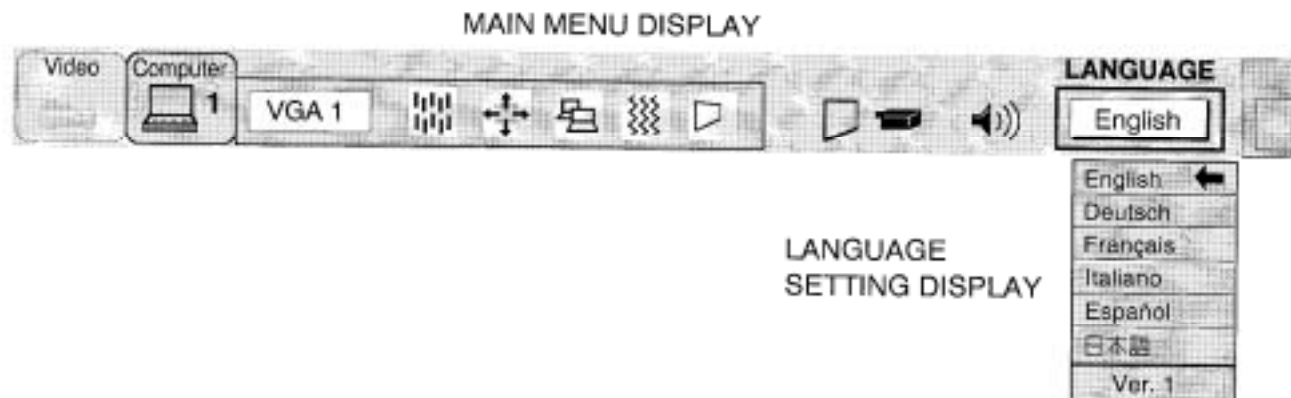 MAIN MENU DISPLAY
Video
Computer
1
VGA 1
LANGUAGE
English
English
Deutsch
Français
Italiano
Español
日本語
Ver. 1
LANGUAGE
SETTING DISPLAY